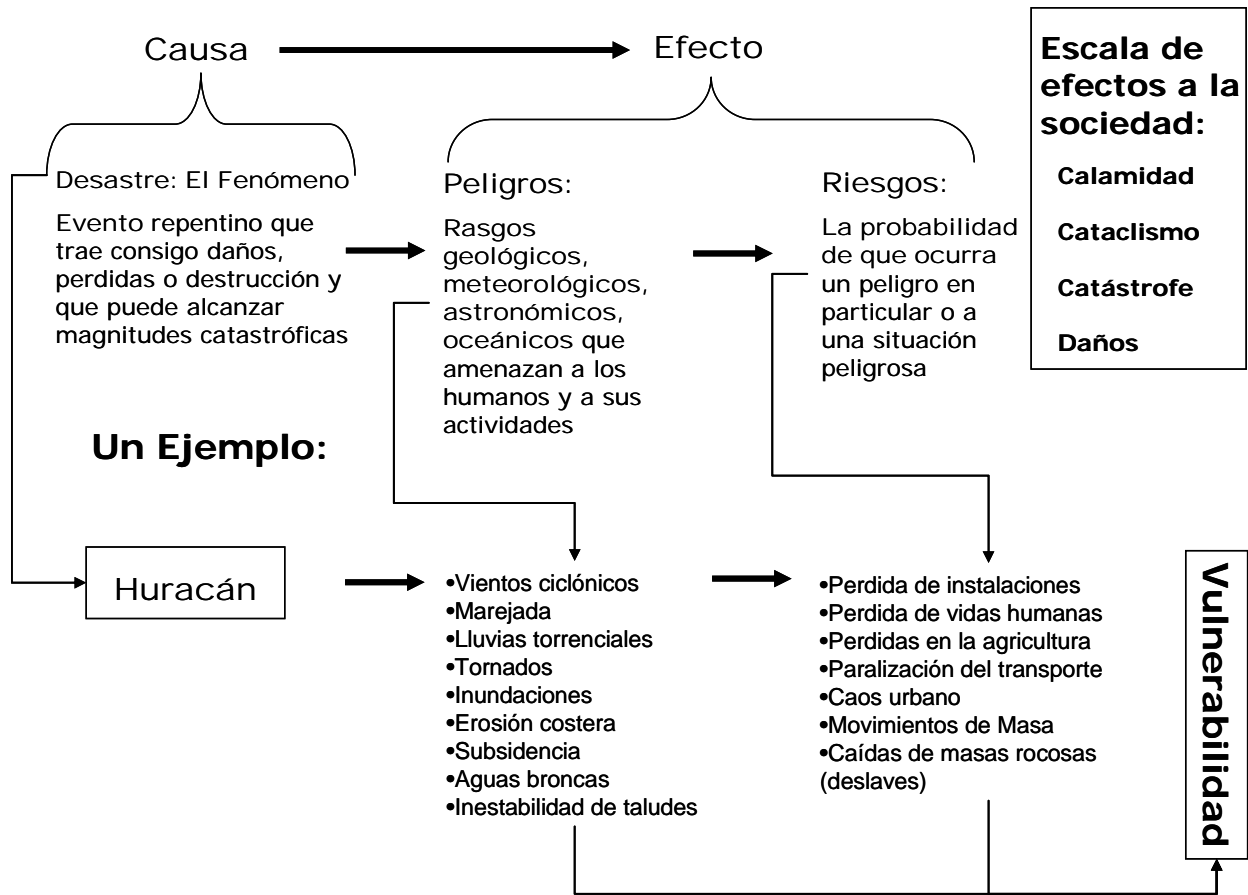 Causa
Efecto
Escala de
efectos a la
sociedad:
Calamidad
Cataclismo
Catástrofe
Daños
Desastre: El Fenómeno
Evento repentino que
trae consigo daños,
perdidas o destrucción y
que puede alcanzar
magnitudes catastróficas
Peligros:
Rasgos
geológicos,
meteorológicos,
astronómicos,
oceánicos que
amenazan a los
humanos y a sus
actividades
Riesgos:
La probabilidad
de que ocurra
un peligro en
particular o a
una situación
peligrosa
Un Ejemplo:
Huracán
•Vientos ciclónicos
•Marejada
•Lluvias torrenciales
•Tornados
•Inundaciones
•Erosión costera
•Subsidencia
•Aguas broncas
•Inestabilidad de taludes
•Perdida de instalaciones
•Perdida de vidas humanas
•Perdidas en la agricultura
•Paralización del transporte
•Caos urbano
•Movimientos de Masa
•Caídas de masas rocosas
(deslaves)
Vulnerabilidad